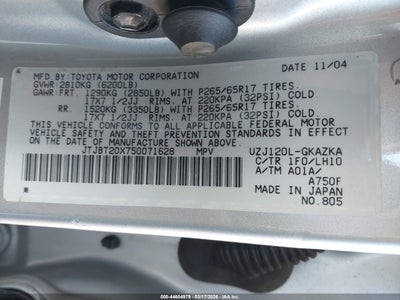 MFD.BY:TOYOTA MOTOR CORPORATION DATE 11/04
GVWR:2810KG (6200LB)
GAWR:FRT. 1290KG (2850LB) WITH P265/65R17 TIRES.
17X7 1/2JJ RIMS. AT 220KPA (32PSI) COLD.
RR. 1520KG (3350LB) WITH P265/65R17 TIRES.
17X7 1/2JJ RIMS. AT 220KPA (32PSI) COLD.
THIS VEHICLE CONFORMS TO ALL APPLICABLE FEDERAL MOTOR
VEHICLE SAFETY, BUMPER AND THEFT PREVENTION STANDARDS
IN EFFECT ON THE DATE OF MANUFACTURE SHOWN ABOVE.
JTJBT20X750071628 MPV UZJ120L-GKAZKA
C/TR 1F0/LH10
A/TM A01A/
A750F
MADE IN JAPAN
NO.805
000-44604979 - 03/17/2026 - IAAI.COM